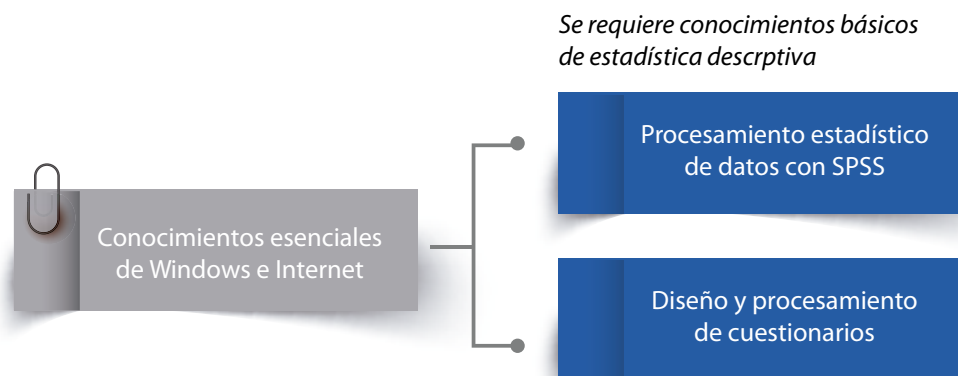 Se requiere conocimientos básicos
de estadística descrptiva
Procesamiento estadístico
de datos con SPSS
Conocimientos esenciales
de Windows e Internet
Diseño y procesamiento
de cuestionarios